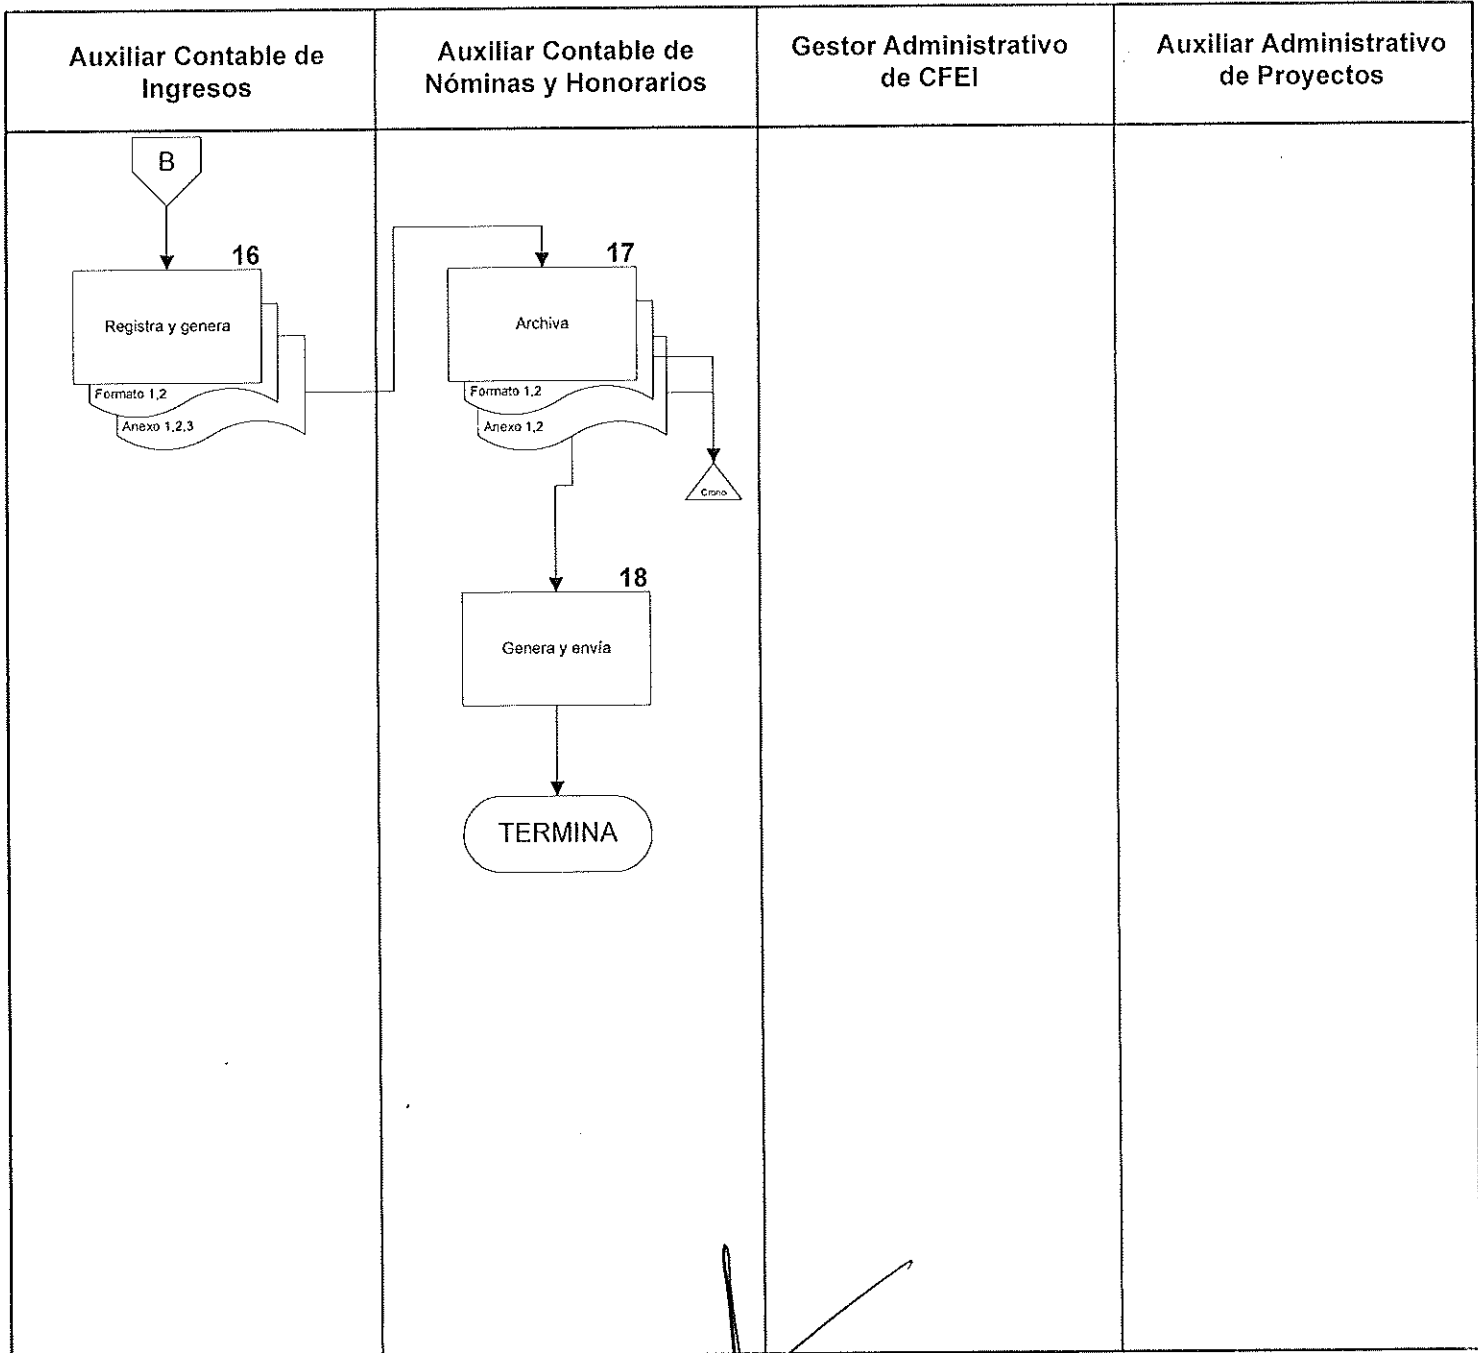 Auxiliar Contable de
Ingresos
Auxiliar Contable de
Nóminas y Honorarios
Gestor Administrativo
de CFEI
Auxiliar Administrativo
de Proyectos
B
16
Registra y genera
Formato 1,2
Anexo 1,2,3
17
Archiva
Formato 1,2
Anexo 1,2
Crono
18
Genera y envía
TERMINA